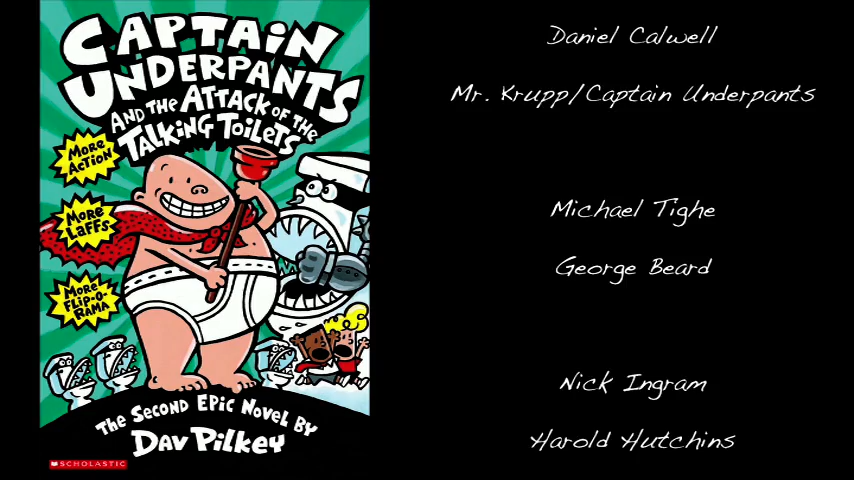 CAPTAIN
UNDERPANTS
AND THE ATTACK OF THE
TALKING TOILETS
MORE
ACTION
MORE
LAFFS
MORE
FLIP-O-
RAMA
THE SECOND EPIC NOVEL BY
DAV PILKEY
SCHOLASTIC
Daniel Calwell
Mr. Krupp/Captain Underpants
Michael Tighe
George Beard
Nick Ingram
Harold Hutchins